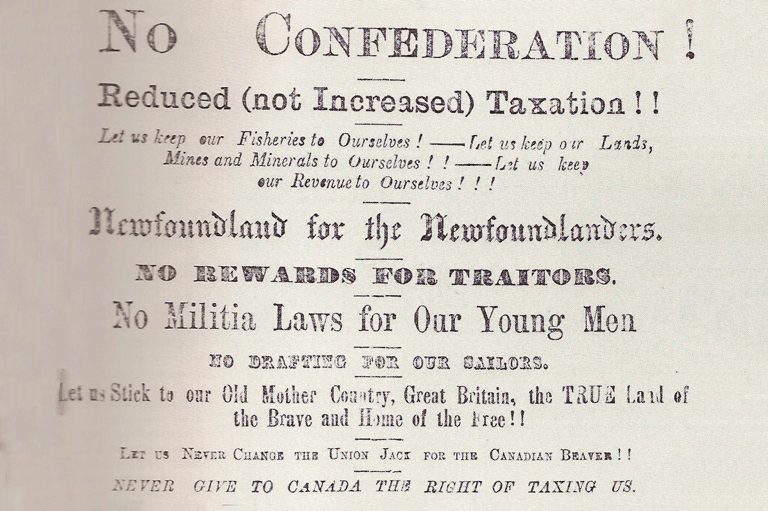 No Confederation!
Reduced (not Increased) Taxation!!
Let us keep our Fisheries to Ourselves! — Let us keep our Lands,
Mines and Minerals to Ourselves!! — Let us keep
our Revenue to Ourselves!!!
Newfoundland for the Newfoundlanders.
NO REWARDS FOR TRAITORS.
No Militia Laws for Our Young Men
NO DRAFTING FOR OUR SAILORS.
Let us Stick to our Old Mother Country, Great Britain, the TRUE Land of
the Brave and Home of the Free!!
Let us Never Change the Union Jack for the Canadian Beaver!!
NEVER GIVE TO CANADA THE RIGHT OF TAXING US.